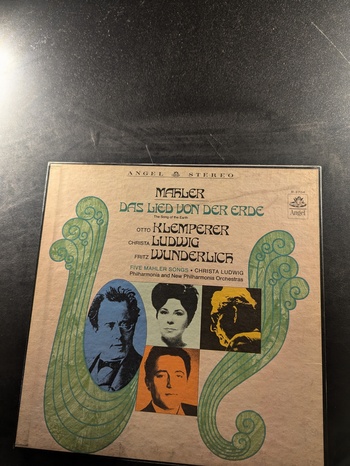 ANGEL STEREO
MAHLER
DAS LIED VON DER ERDE
The Song of the Earth
OTTO KLEMPERER
CHRISTA LUDWIG
FRITZ WUNDERLICH
FIVE MAHLER SONGS • CHRISTA LUDWIG
Philharmonia and New Philharmonia Orchestras
Angel